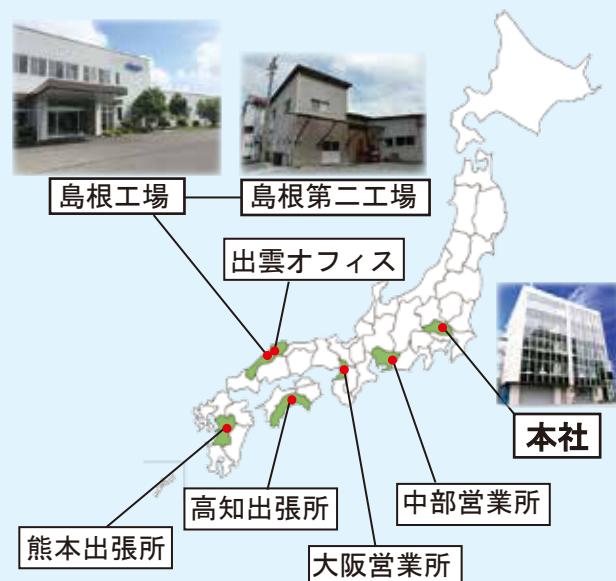 島根工場
島根第二工場
出雲オフィス
本社
中部営業所
高知出張所
熊本出張所
大阪営業所